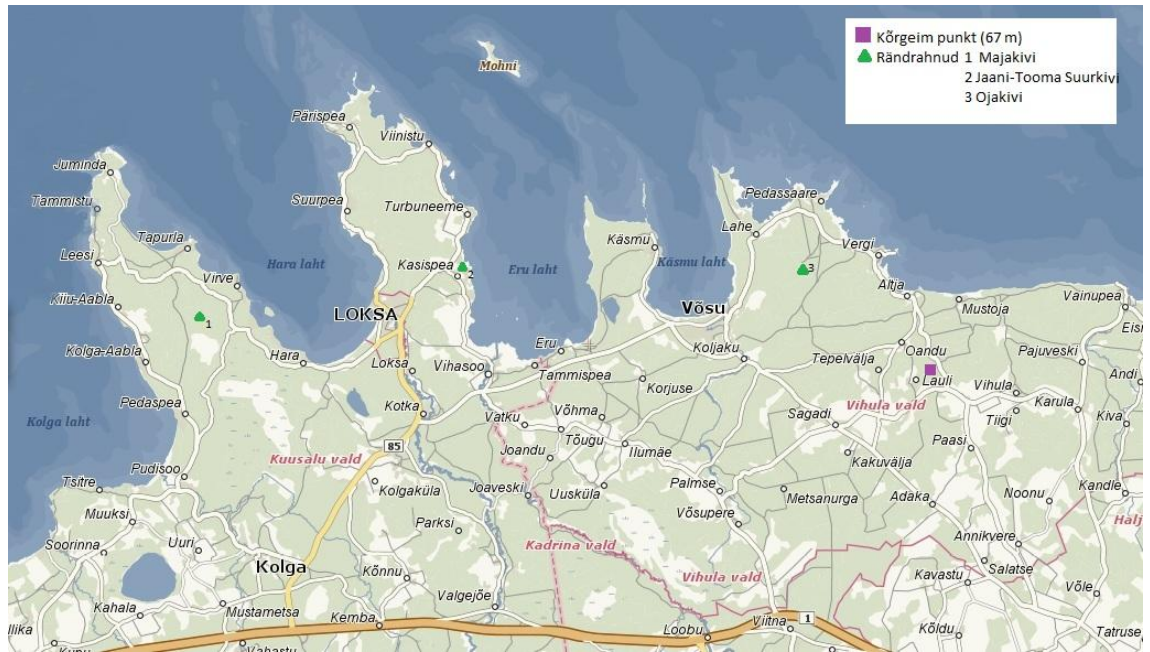 Kõrgeim punkt (67 m)
Rändrahnud 1 Majakivi
2 Jaani-Tooma Suurkivi
3 Ojakivi
Mohni
Pärispea
Viinistu
Juminda
Tammistu
Suurpea
Turbuneeme
Pedassaare
Tapurla
Leesi
Hara laht
Kasispea
2
Eru laht
Käsmu
Käsmu laht
Lahe
Vergi
3
Virve
Kiiu-Aabla
1
LOKSA
Võsu
Altja
Mustoja
Vainupea
Kolga-Aabla
Hara
Loksa
Vihasoo
Eru
Tammispea
Koljaku
Tepelvälja
Oandu
Pajuveski
Andi
Korjuse
Lauli
Vihula
Pedaspea
Kolga laht
Kotka
Vatku
Võhma
Sagadi
Vihula vald
Tiigi
Karula
Kiva
85
Tõugu
Joandu
Ilumäe
Kakuvälja
Paasi
Kuusalu vald
Pudisoo
Tsitre
Kolgaküla
Joaveski
Uusküla
Palmse
Metsanurga
Adaka
Noonu
Kandle
Muuksi
Parksi
Võsupere
Soorinna
Uuri
Kadrina vald
Annikvere
Kolga
Kõnnu
Vihula vald
Salatse
Kavastu
Võle
Kahala
Mustametsa
Valgejõe
Kemba
Viitna
1
Loobu
Kõldu
Tatruse